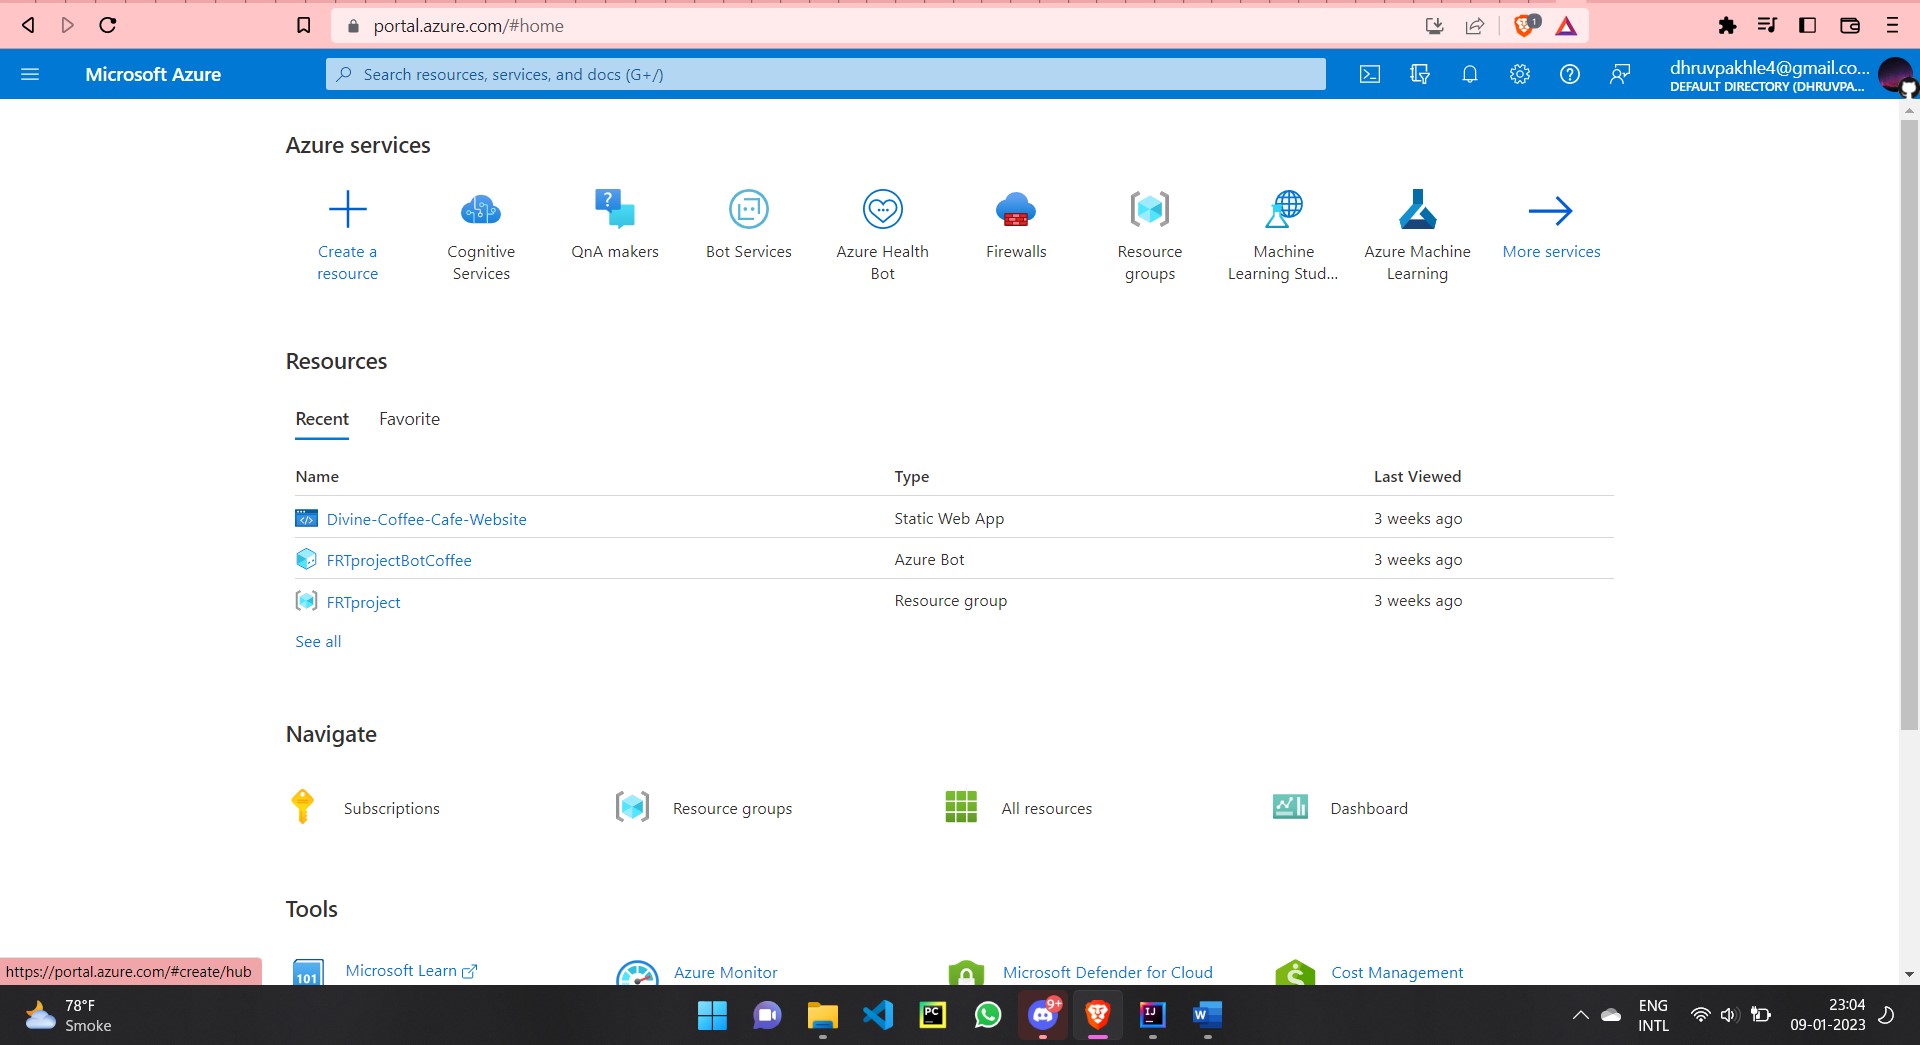 portal.azure.com/#home
1
Microsoft Azure
Search resources, services, and docs (G+/)
dhruvpakhle4@gmail.co...
DEFAULT DIRECTORY (DHRUVPA...
Azure services
Create a
resource
Cognitive
Services
QnA makers
Bot Services
Azure Health
Bot
Firewalls
Resource
groups
Machine
Learning Stud...
Azure Machine
Learning
More services
Resources
Recent Favorite
Name Type Last Viewed
Divine-Coffee-Cafe-Website Static Web App 3 weeks ago
FRTprojectBotCoffee Azure Bot 3 weeks ago
FRTproject Resource group 3 weeks ago
See all
Navigate
Subscriptions Resource groups All resources Dashboard
Tools
101 Microsoft Learn Azure Monitor Microsoft Defender for Cloud Cost Management
https://portal.azure.com/#create/hub
78°F
Smoke
PC
9+
IJ
W
ENG
INTL
23:04
09-01-2023